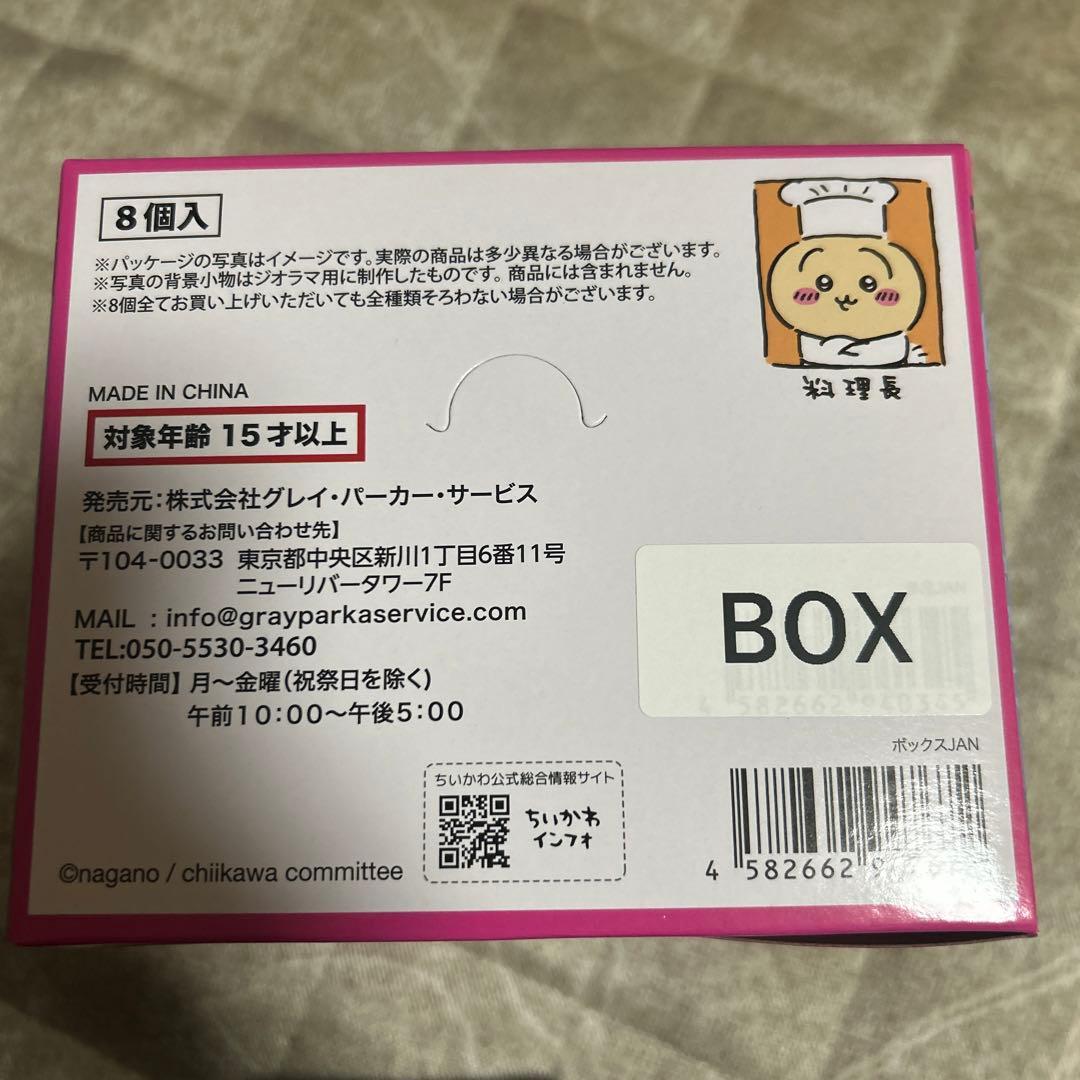 8個入
※パッケージの写真はイメージです。実際の商品は多少異なる場合がございます。
※写真の背景小物はジオラマ用に制作したものです。商品には含まれません。
※8個全てお買い上げいただいても全種類そろわない場合がございます。
料理長
MADE IN CHINA
対象年齢 15才以上
発売元：株式会社グレイ・パーカー・サービス
【商品に関するお問い合わせ先】
〒104-0033 東京都中央区新川1丁目6番11号
ニューリバータワー7F
MAIL : info@grayparkaservice.com
TEL:050-5530-3460
【受付時間】月〜金曜（祝祭日を除く）
午前10：00〜午後5：00
BOX
ボックスJAN
4 582662
ちいかわ公式総合情報サイト
ちいかわ
インフォ
©nagano / chiikawa committee